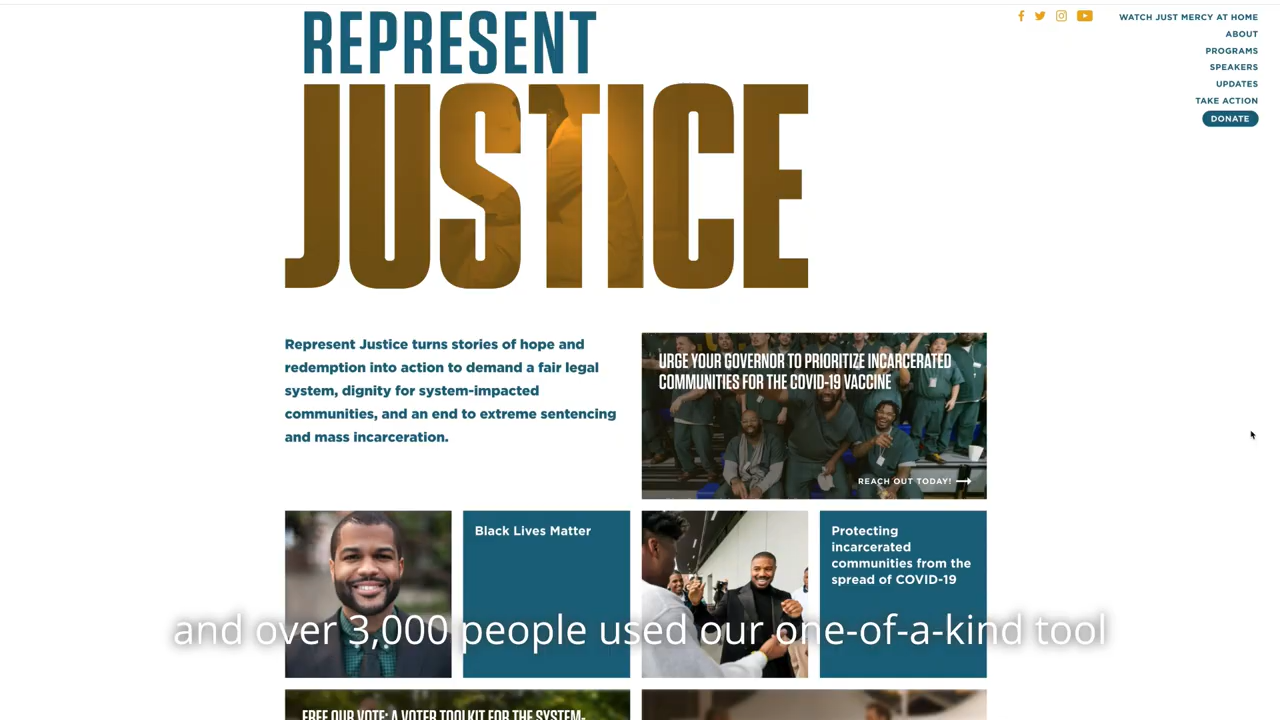 REPRESENT
JUSTICE
WATCH JUST MERCY AT HOME
ABOUT
PROGRAMS
SPEAKERS
UPDATES
TAKE ACTION
DONATE
Represent Justice turns stories of hope and
redemption into action to demand a fair legal
system, dignity for system-impacted
communities, and an end to extreme sentencing
and mass incarceration.
URGE YOUR GOVERNOR TO PRIORITIZE INCARCERATED
COMMUNITIES FOR THE COVID-19 VACCINE
REACH OUT TODAY!
Black Lives Matter
Protecting
incarcerated
communities from the
spread of COVID-19
and over 3,000 people used our one-of-a-kind tool
FREE OUR VOTE: A VOTER TOOLKIT FOR THE SYSTEM-